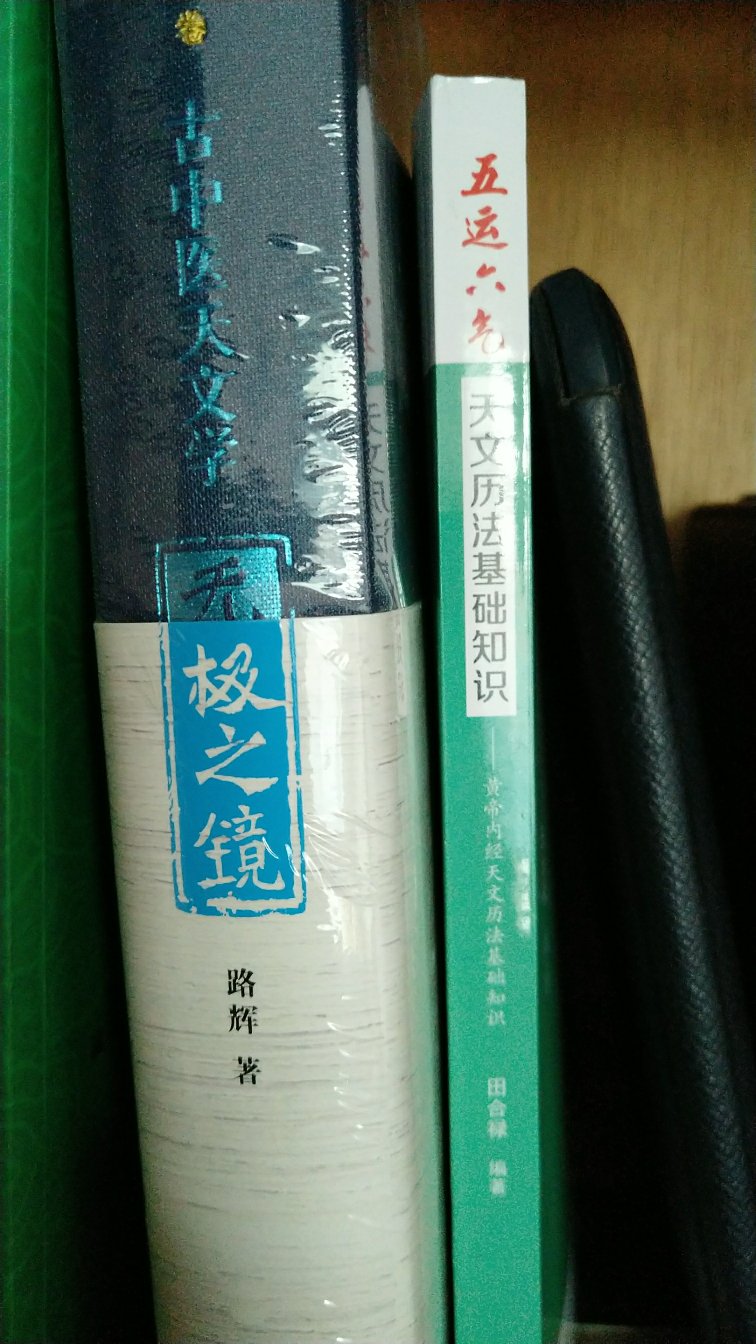 古中医天文学
无极之镜
路辉 著
五运六气
天文历法基础知识
——黄帝内经天文历法基础知识
田合禄 编著